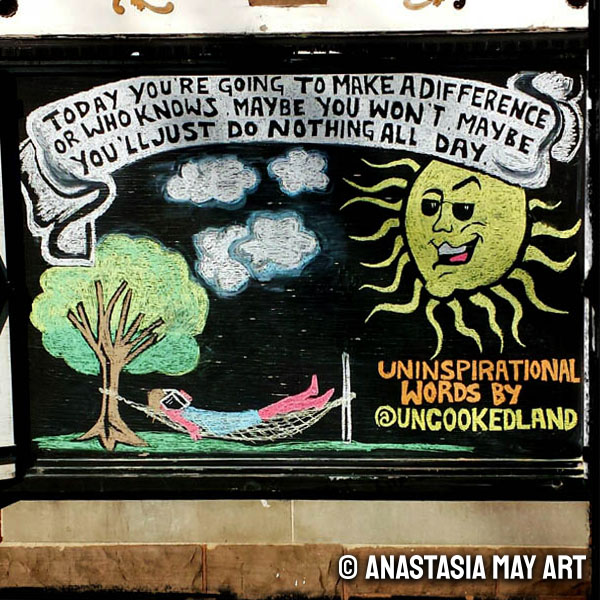 TODAY YOU'RE GOING TO MAKE A DIFFERENCE
OR WHO KNOWS MAYBE YOU WON'T, MAYBE
YOU'LL JUST DO NOTHING ALL DAY.
UNINSPIRATIONAL
WORDS BY
@UNCOOKEDLAND
© ANASTASIA MAY ART